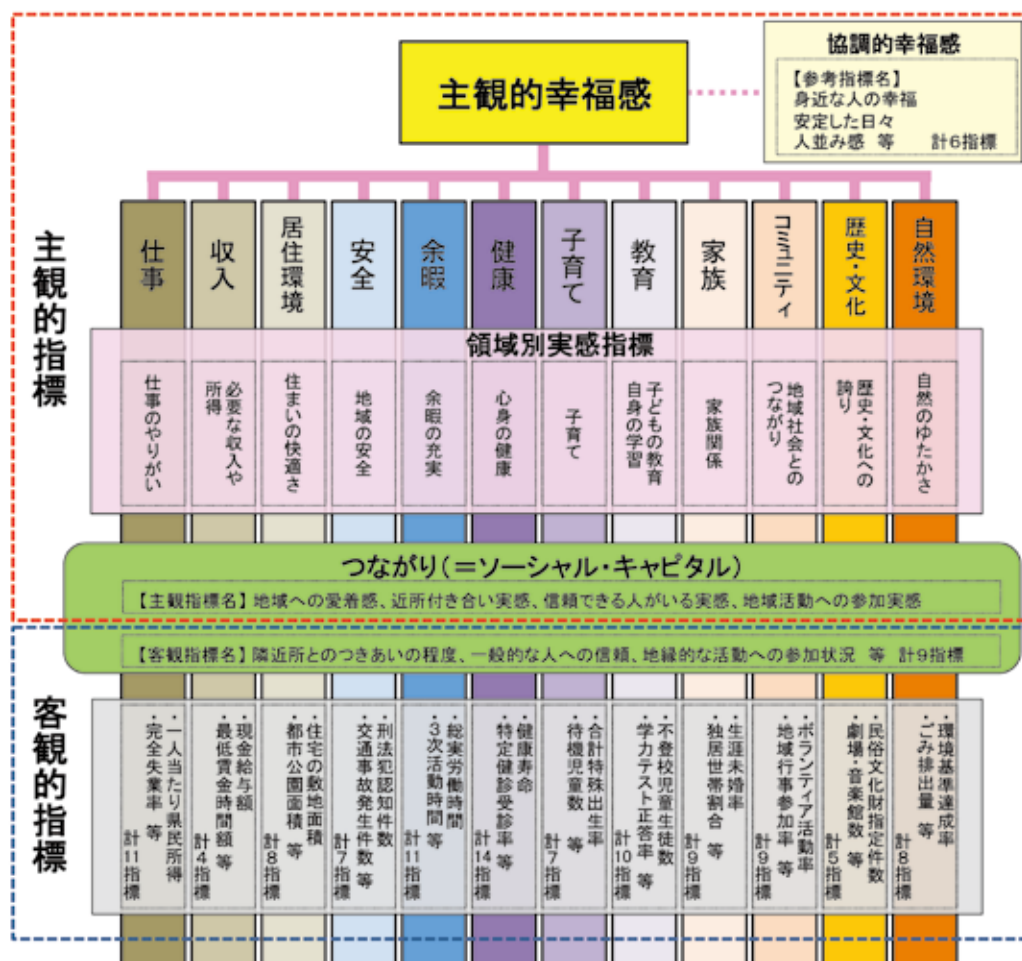 主観的幸福感
協調的幸福感
【参考指標名】
身近な人の幸福
安定した日々
人並み感 等 計6指標
主観的指標
仕事
収入
居住環境
安全
余暇
健康
子育て
教育
家族
コミュニティ
歴史・文化
自然環境
領域別実感指標
仕事のやりがい
必要な収入や
所得
住まいの快適さ
地域の安全
余暇の充実
心身の健康
子育て
子どもの教育
自身の学習
家族関係
地域社会との
つながり
歴史・文化への
誇り
自然のゆたかさ
つながり(=ソーシャル・キャピタル)
【主観指標名】地域への愛着感、近所付き合い実感、信頼できる人がいる実感、地域活動への参加実感
【客観指標名】隣近所とのつきあいの程度、一般的な人への信頼、地縁的な活動への参加状況 等 計9指標
客観的指標
・一人当たり県民所得
・完全失業率 等
計11指標
・現金給与額
・最低賃金時間額 等
計4指標
・住宅の敷地面積
・都市公園面積 等
計8指標
・刑法犯認知件数
・交通事故発生件数 等
計7指標
・総実労働時間
・3次活動時間 等
計11指標
・健康寿命
・特定健診受診率 等
計14指標
・合計特殊出生率
・待機児童数 等
計7指標
・不登校児童生徒数
・学力テスト正答率 等
計10指標
・生涯未婚率
・独居世帯割合 等
計9指標
・ボランティア活動率
・地域行事参加率 等
計9指標
・民俗文化財指定件数
・劇場・音楽館数 等
計5指標
・環境基準達成率
・ごみ排出量 等
計8指標